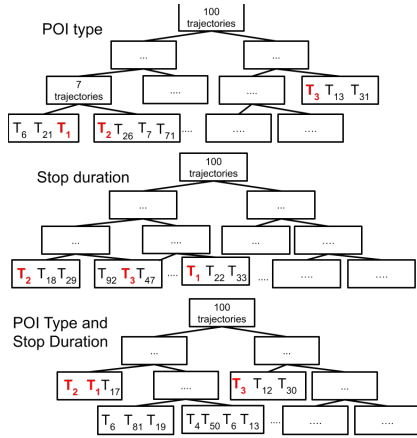 100
trajectories
POI type
...
...
7
trajectories
....
....
T3 T13 T31
T6 T21 T1
T2 T26 T7 T71
....
....
....
100
trajectories
Stop duration
...
...
...
....
...
....
T2 T18 T29
T92 T3 T47
....
T1 T22 T33
....
....
....
100
trajectories
POI Type and
Stop Duration
...
...
T2 T1 T17
....
T3 T12 T30
...
T6 T81 T19
T4 T50 T6 T13
....
....
....